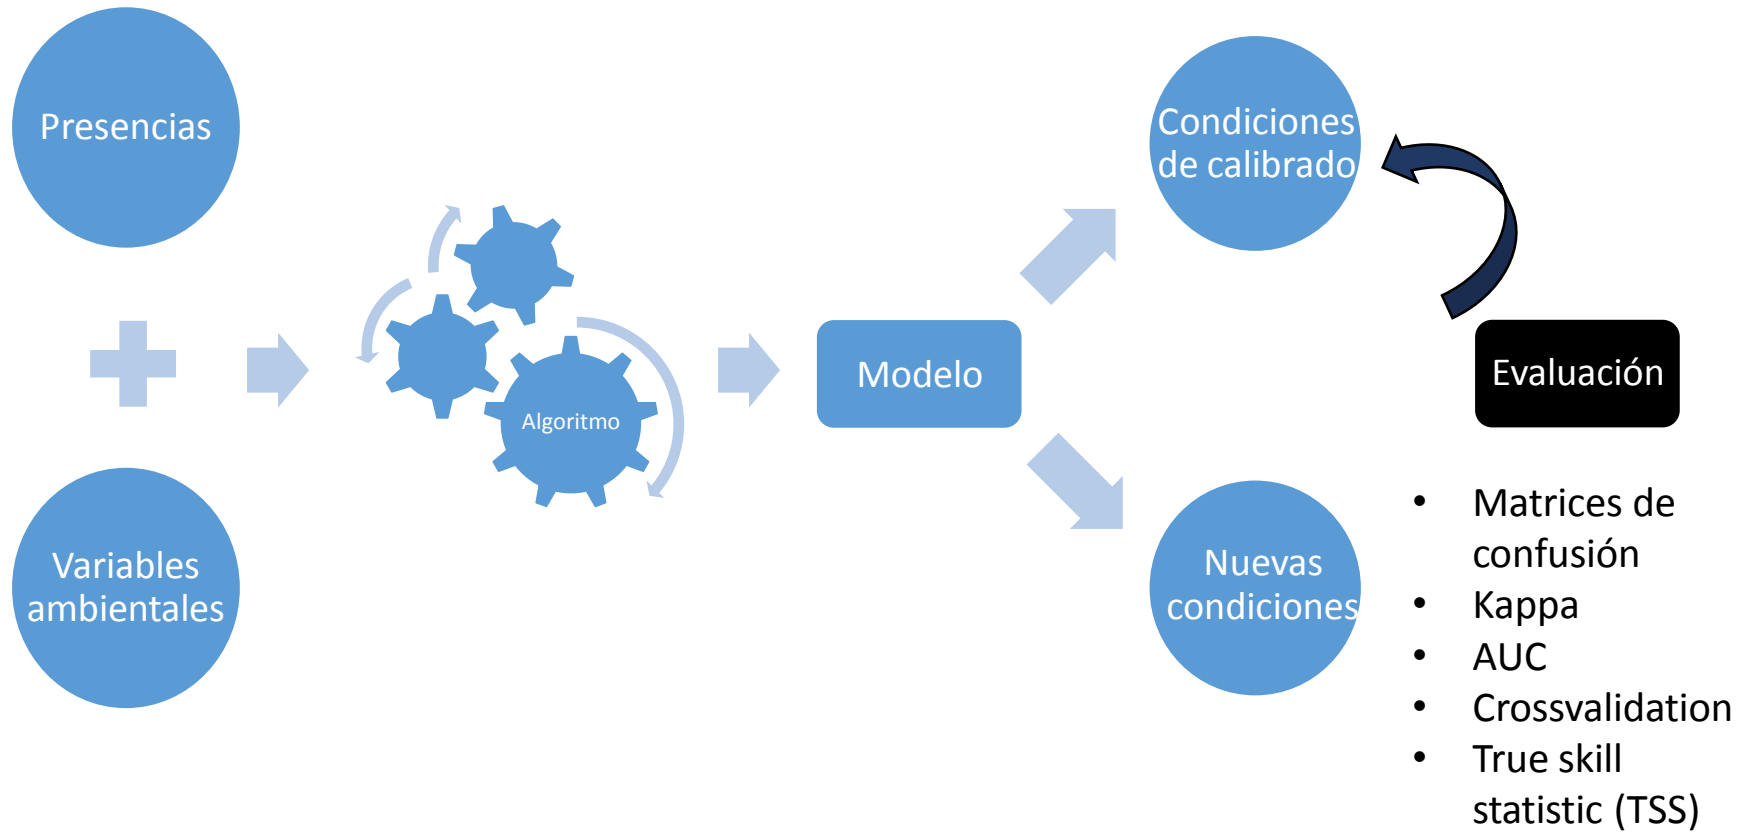 Presencias
Variables
ambientales
Algoritmo
Modelo
Condiciones
de calibrado
Nuevas
condiciones
Evaluación
• Matrices de
confusión
• Kappa
• AUC
• Crossvalidation
• True skill
statistic (TSS)